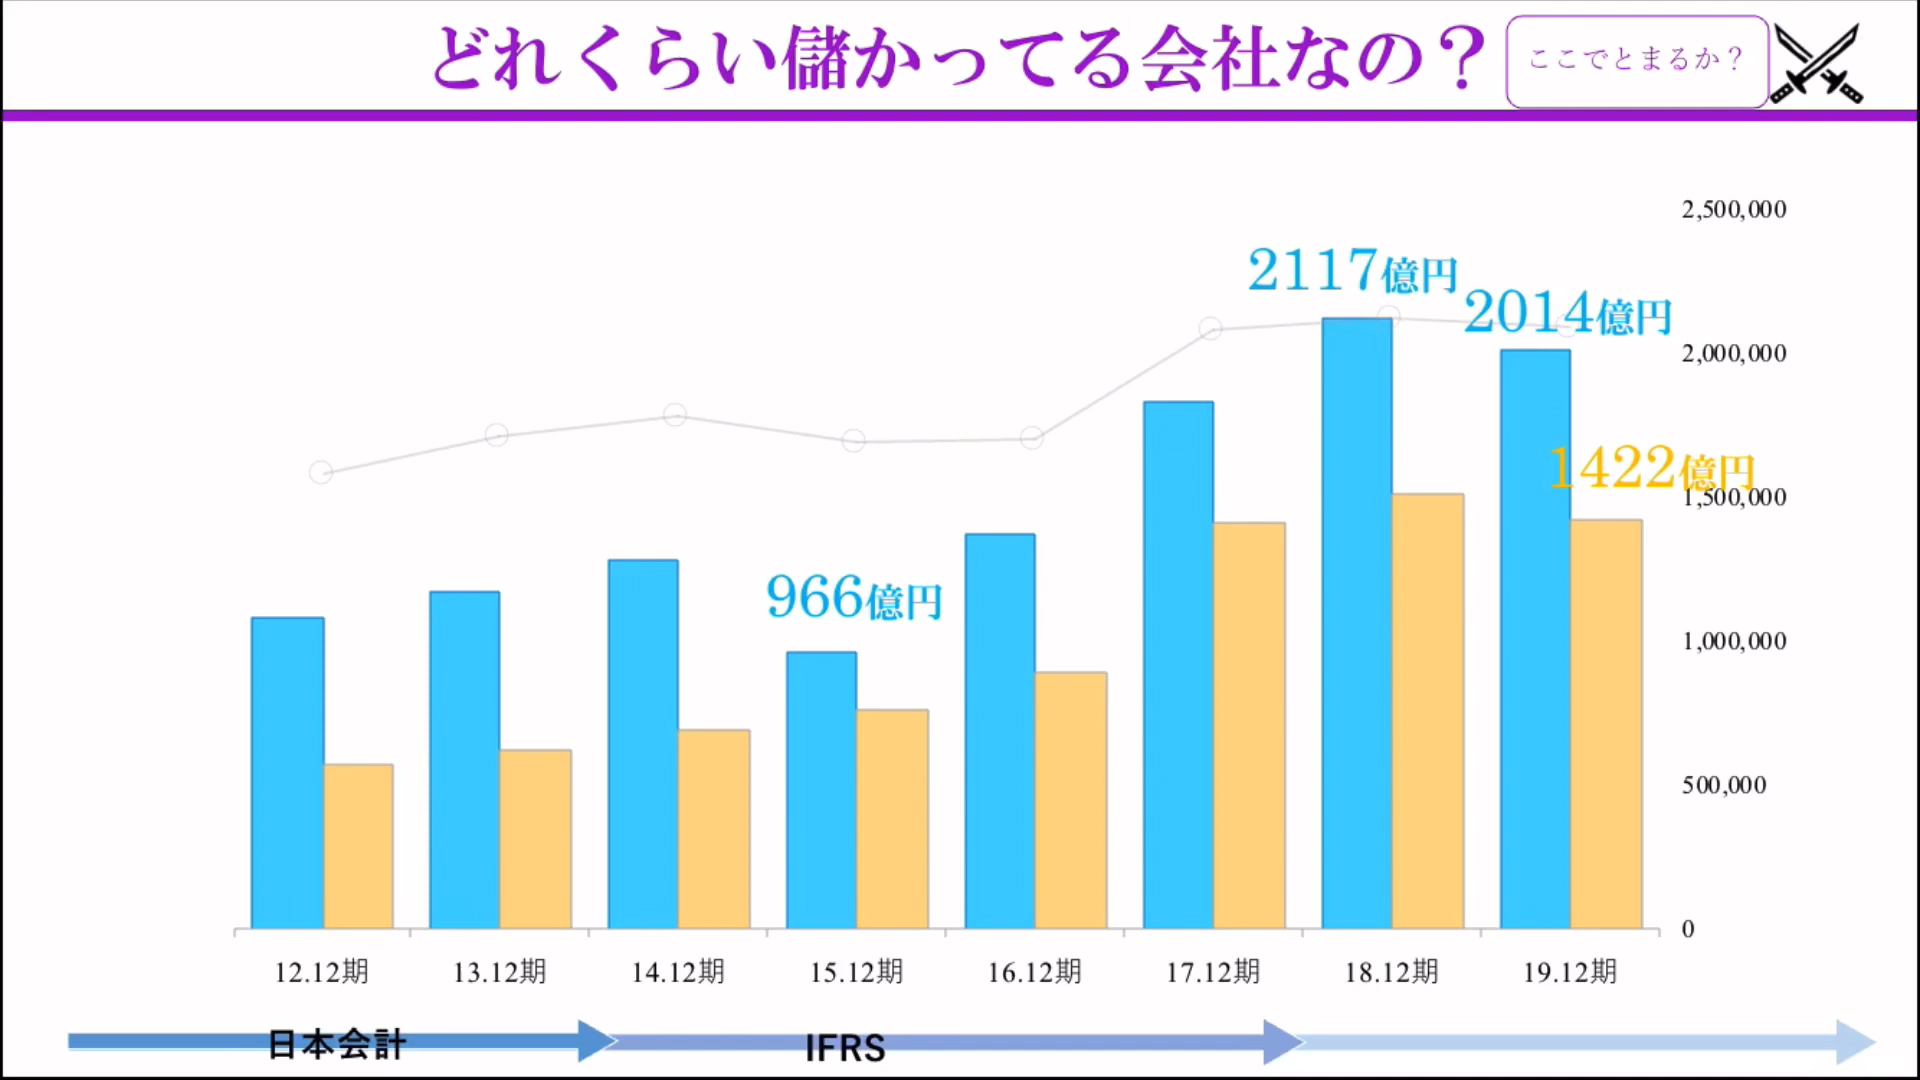 どれくらい儲かってる会社なの？
ここでとまるか？
2,500,000
2117億円
2014億円
2,000,000
1422億円
1,500,000
966億円
1,000,000
500,000
0
12.12期 13.12期 14.12期 15.12期 16.12期 17.12期 18.12期 19.12期
日本会計 IFRS